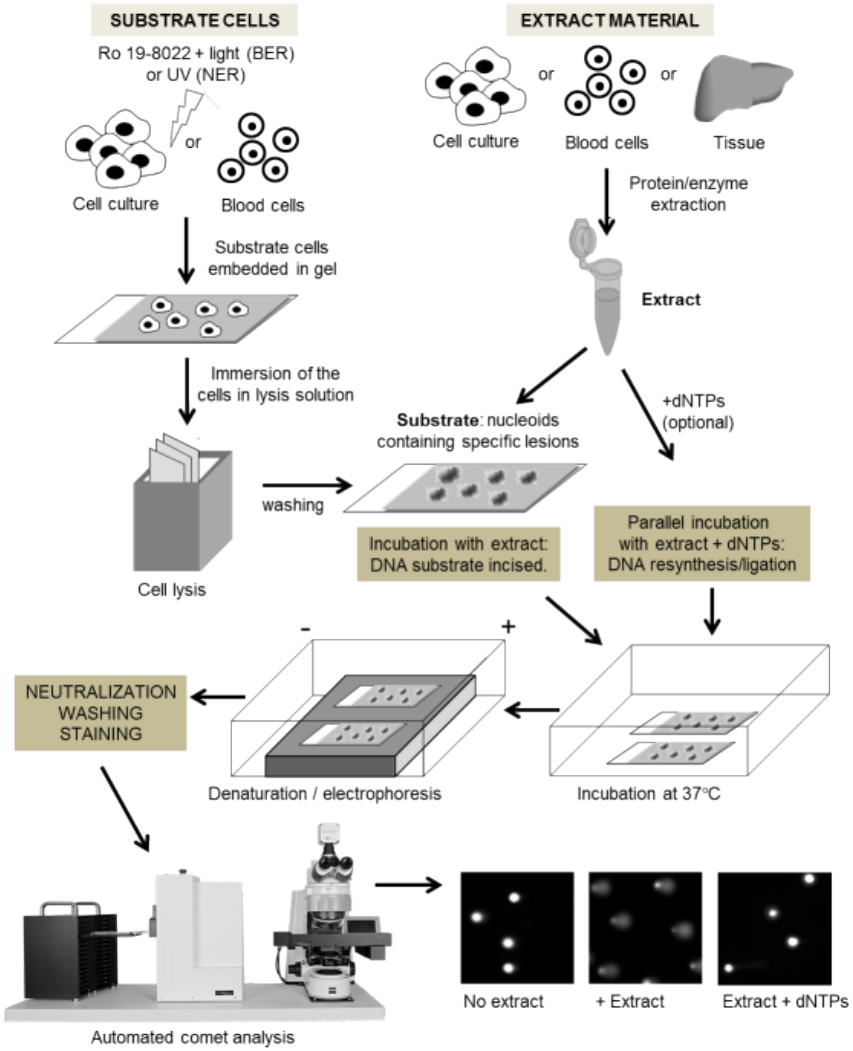 SUBSTRATE CELLS
Ro 19-8022 + light (BER)
or UV (NER)
or
Cell culture
Blood cells
Substrate cells
embedded in gel
Immersion of the
cells in lysis solution
washing
Cell lysis
EXTRACT MATERIAL
or
or
Cell culture
Blood cells
Tissue
Protein/enzyme
extraction
Extract
+dNTPs
(optional)
Substrate: nucleoids
containing specific lesions
Incubation with extract:
DNA substrate incised.
Parallel incubation
with extract + dNTPs:
DNA resynthesis/ligation
Incubation at 37°C
-
+
Denaturation / electrophoresis
NEUTRALIZATION
WASHING
STAINING
Automated comet analysis
No extract
+ Extract
Extract + dNTPs